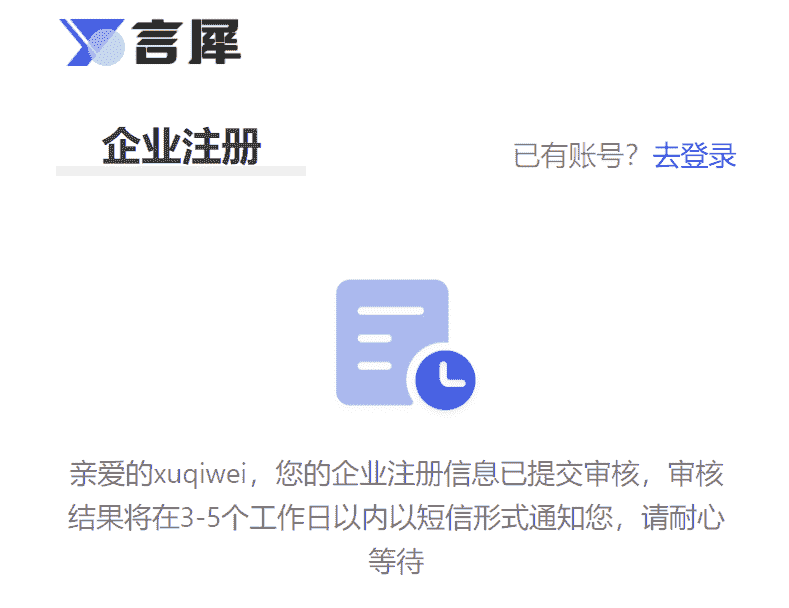 言犀
企业注册
已有账号？去登录
亲爱的xuqiwei，您的企业注册信息已提交审核，审核
结果将在3-5个工作日以内以短信形式通知您，请耐心
等待